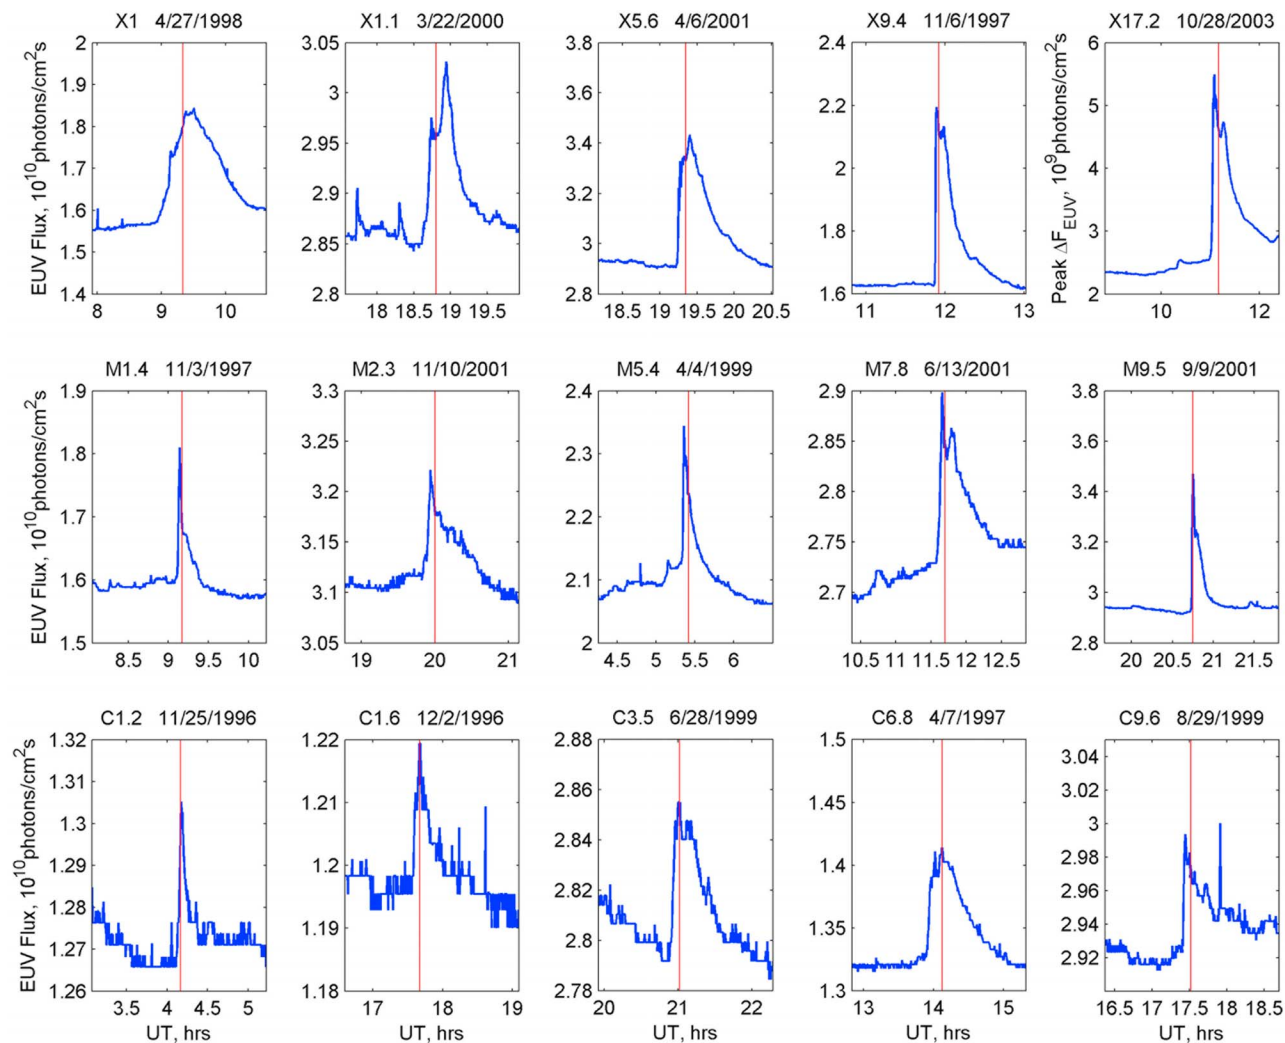 X1 4/27/1998
X1.1 3/22/2000
X5.6 4/6/2001
X9.4 11/6/1997
X17.2 10/28/2003
EUV Flux, 10^10 photons/cm^2s
2
1.9
1.8
1.7
1.6
1.5
1.4
8 9 10
3.05
3
2.95
2.9
2.85
2.8
18 18.5 19 19.5
3.8
3.6
3.4
3.2
3
2.8
18.5 19 19.5 20 20.5
2.4
2.2
2
1.8
1.6
11 12 13
Peak ΔF_EUV, 10^9 photons/cm^2s
6
5
4
3
2
10 11 12
M1.4 11/3/1997
M2.3 11/10/2001
M5.4 4/4/1999
M7.8 6/13/2001
M9.5 9/9/2001
EUV Flux, 10^10 photons/cm^2s
1.9
1.8
1.7
1.6
1.5
8.5 9 9.5 10
3.3
3.25
3.2
3.15
3.1
3.05
19 20 21
2.4
2.3
2.2
2.1
2
4.5 5 5.5 6
2.9
2.85
2.8
2.75
2.7
10.5 11 11.5 12 12.5
3.8
3.6
3.4
3.2
3
2.8
20 20.5 21 21.5
C1.2 11/25/1996
C1.6 12/2/1996
C3.5 6/28/1999
C6.8 4/7/1997
C9.6 8/29/1999
EUV Flux, 10^10 photons/cm^2s
1.32
1.31
1.3
1.29
1.28
1.27
1.26
3.5 4 4.5 5
UT, hrs
1.22
1.21
1.2
1.19
1.18
17 18 19
UT, hrs
2.88
2.86
2.84
2.82
2.8
2.78
20 21 22
UT, hrs
1.5
1.45
1.4
1.35
1.3
13 14 15
UT, hrs
3.04
3.02
3
2.98
2.96
2.94
2.92
16.5 17 17.5 18 18.5
UT, hrs